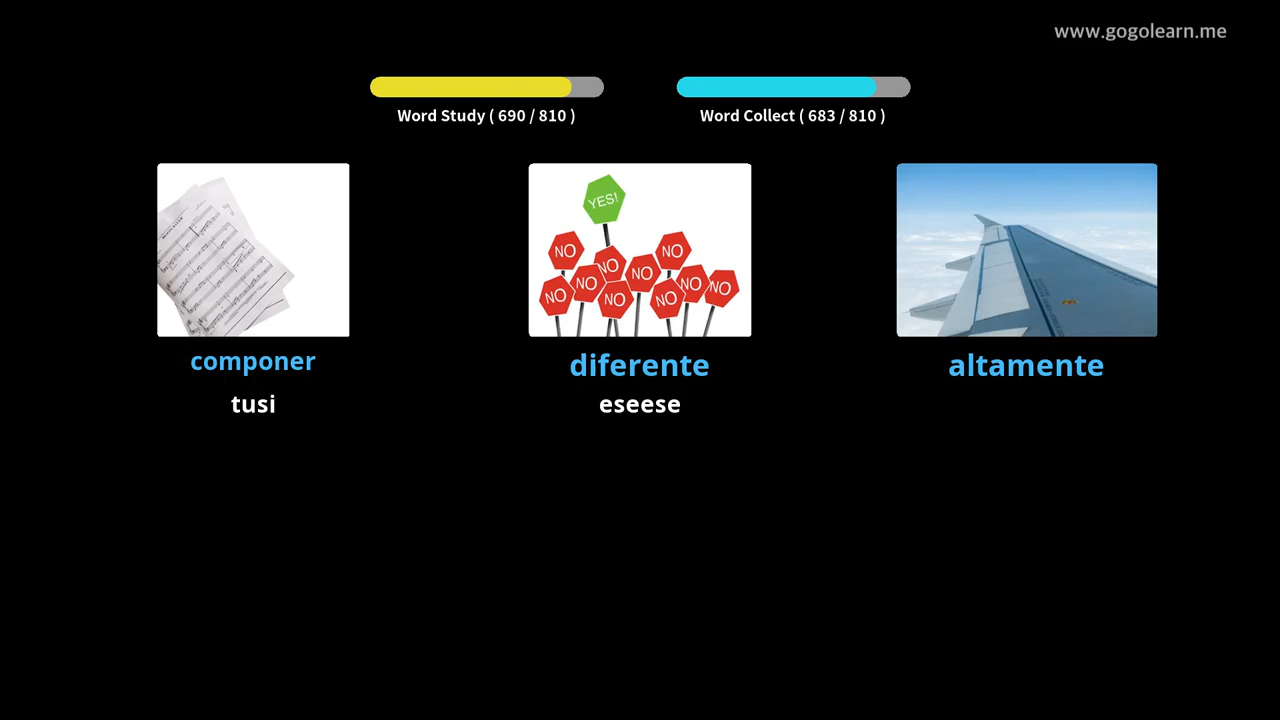 www.gogolearn.me
Word Study ( 690 / 810 )
Word Collect ( 683 / 810 )
YES!
NO
NO
NO
NO
NO
NO
NO
NO
NO
NO
componer
diferente
altamente
tusi
eseese